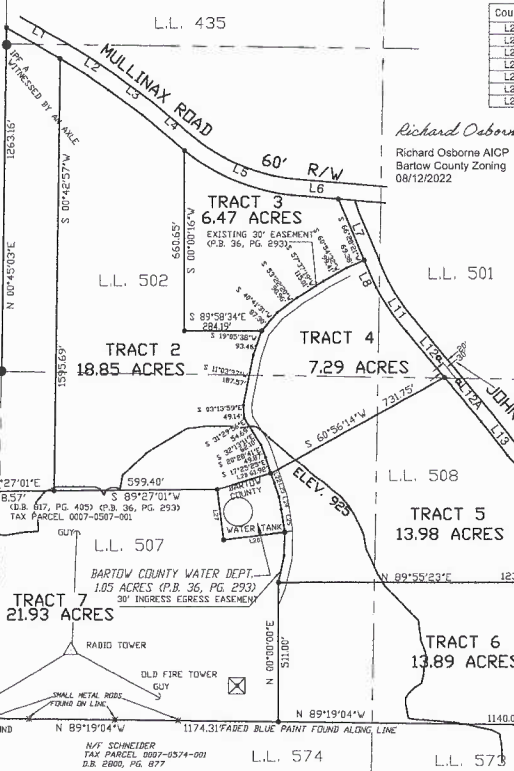 L.L. 435
Cou
L1
L2
L3
L4
L5
L6
MULLINAX ROAD
60' R/W
IPF A
WITNESSED BY AN AXLE
1263.16'
N 00°45'03"E
S 00°42'57"W
1595.69'
Richard Osborn
Richard Osborne AICP
Bartow County Zoning
08/12/2022
TRACT 3
6.47 ACRES
EXISTING 30' EASEMENT
(P.B. 36, PG. 293)
660.65'
S 00°00'16"W
L7
L8
L.L. 501
L.L. 502
L11
S 89°58'34"E
284.19'
TRACT 4
7.29 ACRES
TRACT 2
18.85 ACRES
S 19°05'38"W
93.46'
187.57'
S 03°13'59"E
49.14'
L12A
JOHN
L13
731.75'
S 60°56'14"W
ELEV. 925
L.L. 508
27'01"E
8.57'
599.40'
S 89°27'01"W
(D.B. 817, PG. 405) (P.B. 36, PG. 293)
TAX PARCEL 0007-0507-001
BARTOW
COUNTY
WATER TANK
GUY
L.L. 507
TRACT 5
13.98 ACRES
BARTOW COUNTY WATER DEPT.
1.05 ACRES (P.B. 36, PG. 293)
30' INGRESS EGRESS EASEMENT
N 89°55'23"E
123
TRACT 7
21.93 ACRES
N 00°00'00"E
511.00'
RADIO TOWER
OLD FIRE TOWER
GUY
TRACT 6
13.89 ACRES
SMALL METAL RODS
FOUND ON LINE
N 89°19'04"W
1140.0
ND
N 89°19'04"W
1174.31'
FADED BLUE PAINT FOUND ALONG LINE
N/F SCHNEIDER
TAX PARCEL 0007-0574-001
D.B. 2800, PG. 877
L.L. 574
L.L. 573